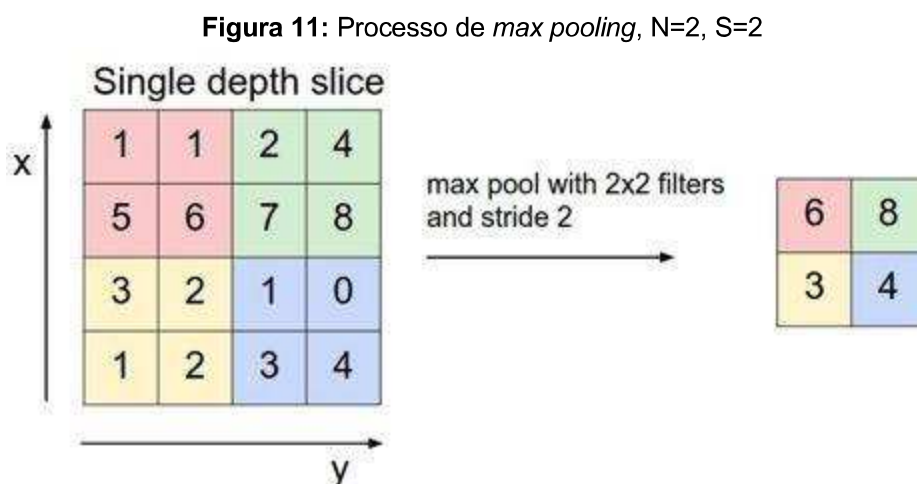 Figura 11: Processo de max pooling, N=2, S=2
Single depth slice
x
1 1 2 4
5 6 7 8
3 2 1 0
1 2 3 4
y
max pool with 2x2 filters
and stride 2
6 8
3 4